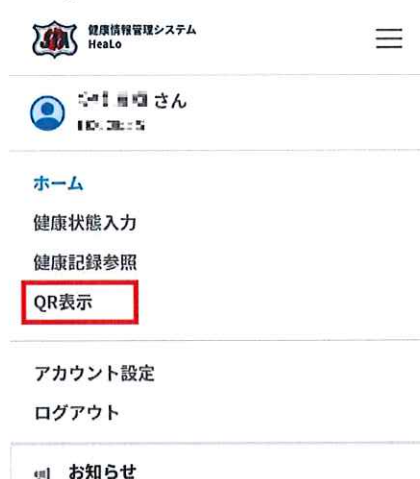 健康情報管理システム
HeaLo
さん
ホーム
健康状態入力
健康記録参照
QR表示
アカウント設定
ログアウト
お知らせ